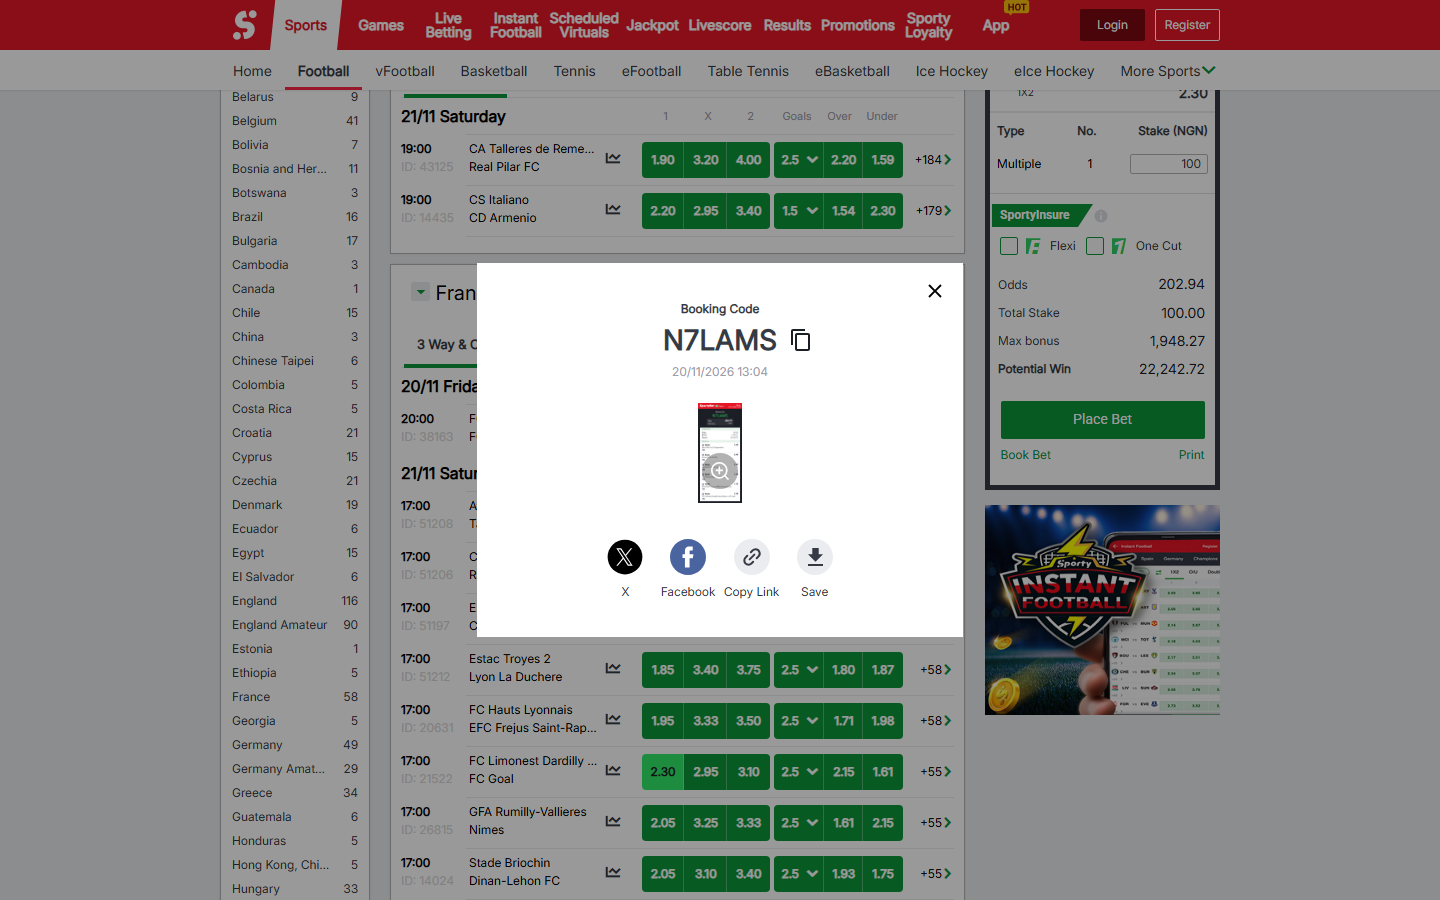 Sports
Games
Live Betting
Instant Football
Scheduled Virtuals
Jackpot
Livescore
Results
Promotions
Sporty Loyalty
App
HOT
Login
Register
Home
Football
vFootball
Basketball
Tennis
eFootball
Table Tennis
eBasketball
Ice Hockey
eIce Hockey
More Sports
Belarus 9
Belgium 41
Bolivia 7
Bosnia and Her... 11
Botswana 3
Brazil 16
Bulgaria 17
Cambodia 3
Canada 1
Chile 15
China 3
Chinese Taipei 6
Colombia 5
Costa Rica 5
Croatia 21
Cyprus 15
Czechia 21
Denmark 19
Ecuador 6
Egypt 15
El Salvador 6
England 116
England Amateur 90
Estonia 1
Ethiopia 5
France 58
Georgia 5
Germany 49
Germany Amat... 29
Greece 34
Guatemala 6
Honduras 5
Hong Kong, Chi... 5
Hungary 33
21/11 Saturday 1 X 2 Goals Over Under
19:00 CA Talleres de Reme...
ID: 43125 Real Pilar FC
1.90 3.20 4.00 2.5 2.20 1.59 +184
19:00 CS Italiano
ID: 14435 CD Armenio
2.20 2.95 3.40 1.5 1.54 2.30 +179
Fran
3 Way & O
20/11 Frida
20:00 F
ID: 38163 F
21/11 Satur
17:00 A
ID: 51208 T
17:00 C
ID: 51206 R
17:00 E
ID: 51197 C
17:00 Estac Troyes 2
ID: 51212 Lyon La Duchere
1.85 3.40 3.75 2.5 1.80 1.87 +58
17:00 FC Hauts Lyonnais
ID: 20631 EFC Frejus Saint-Rap...
1.95 3.33 3.50 2.5 1.71 1.98 +58
17:00 FC Limonest Dardilly ...
ID: 21522 FC Goal
2.30 2.95 3.10 2.5 2.15 1.61 +55
17:00 GFA Rumilly-Vallieres
ID: 26815 Nimes
2.05 3.25 3.33 2.5 1.61 2.15 +55
17:00 Stade Briochin
ID: 14024 Dinan-Lehon FC
2.05 3.10 3.40 2.5 1.93 1.75 +55
Booking Code
N7LAMS
20/11/2026 13:04
X
Facebook
Copy Link
Save
1X2 2.30
Type No. Stake (NGN)
Multiple 1 100
SportyInsure
Flexi
One Cut
Odds 202.94
Total Stake 100.00
Max bonus 1,948.27
Potential Win 22,242.72
Place Bet
Book Bet Print
Sporty
INSTANT
FOOTBALL